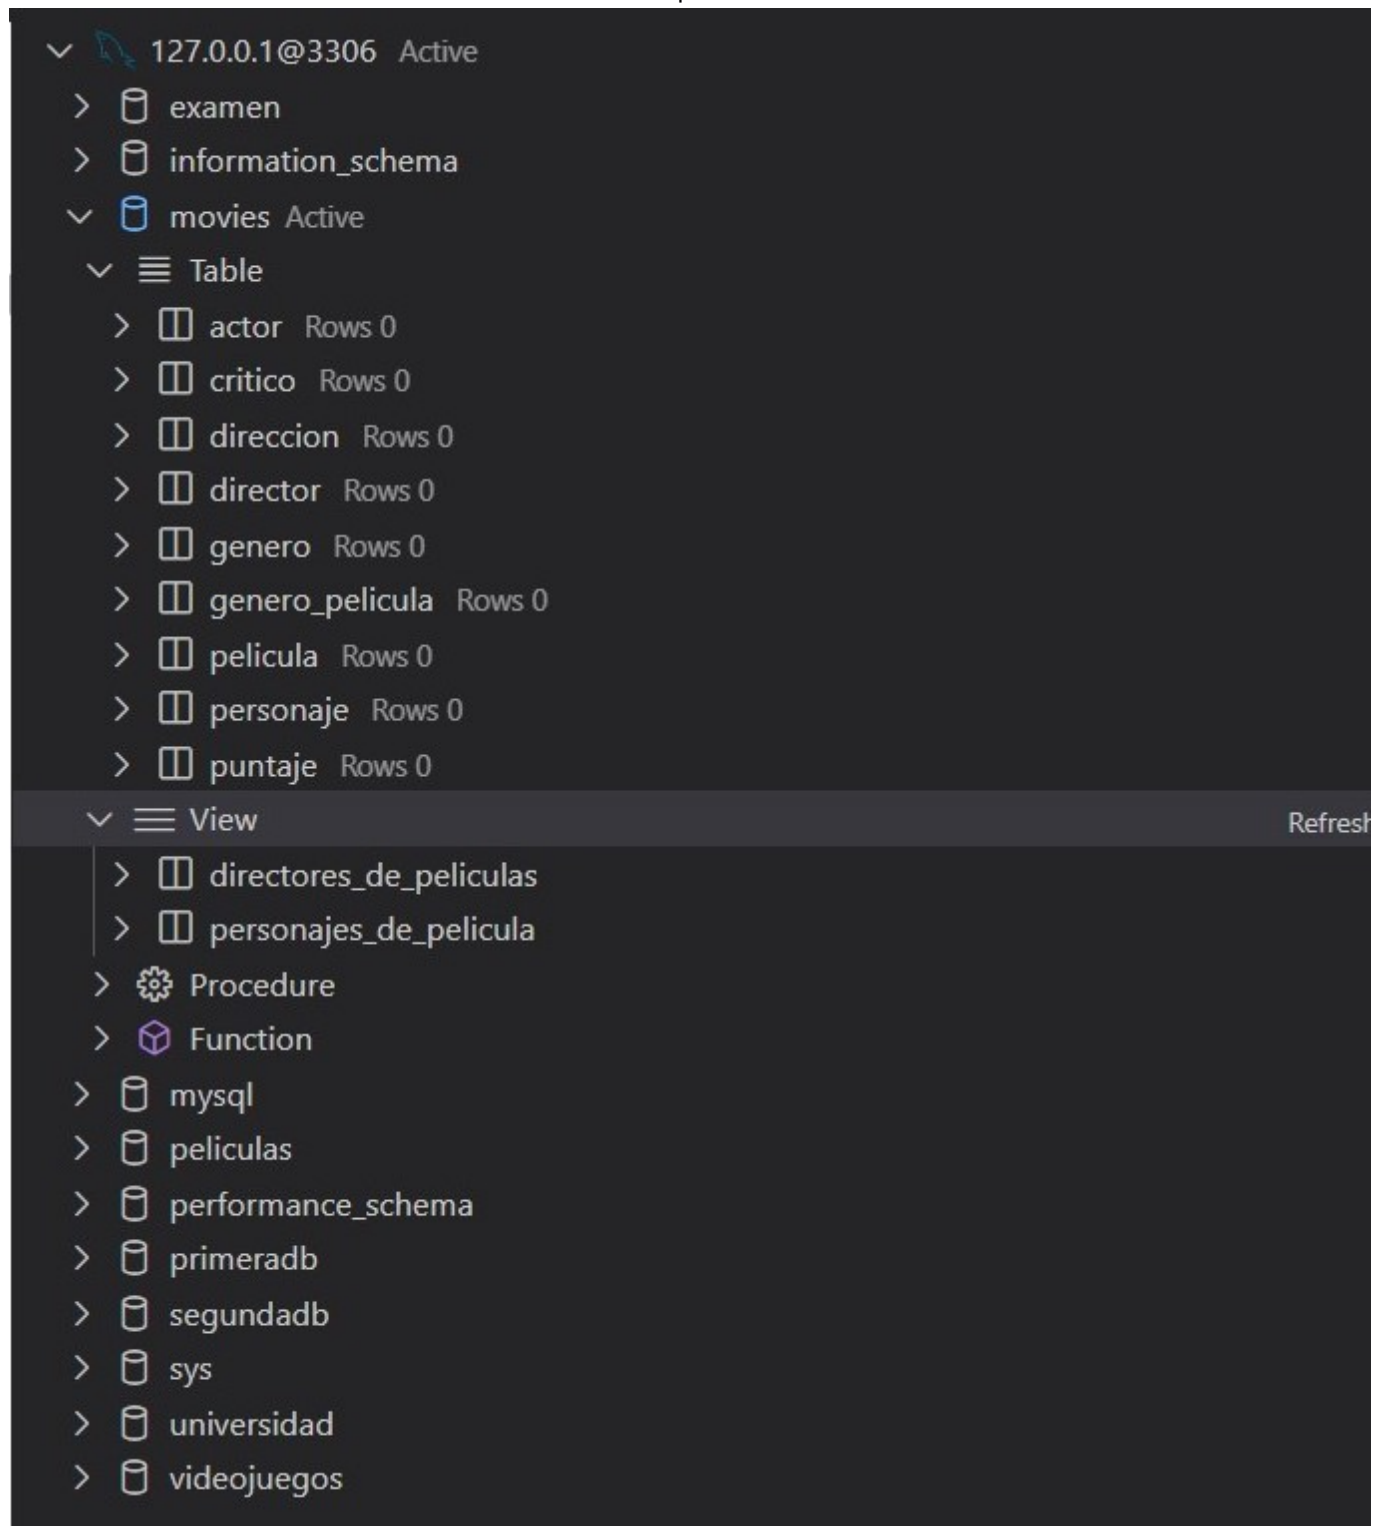 127.0.0.1@3306 Active
examen
information_schema
movies Active
Table
actor Rows 0
critico Rows 0
direccion Rows 0
director Rows 0
genero Rows 0
genero_pelicula Rows 0
pelicula Rows 0
personaje Rows 0
puntaje Rows 0
View Refresh
directores_de_peliculas
personajes_de_pelicula
Procedure
Function
mysql
peliculas
performance_schema
primeradb
segundadb
sys
universidad
videojuegos